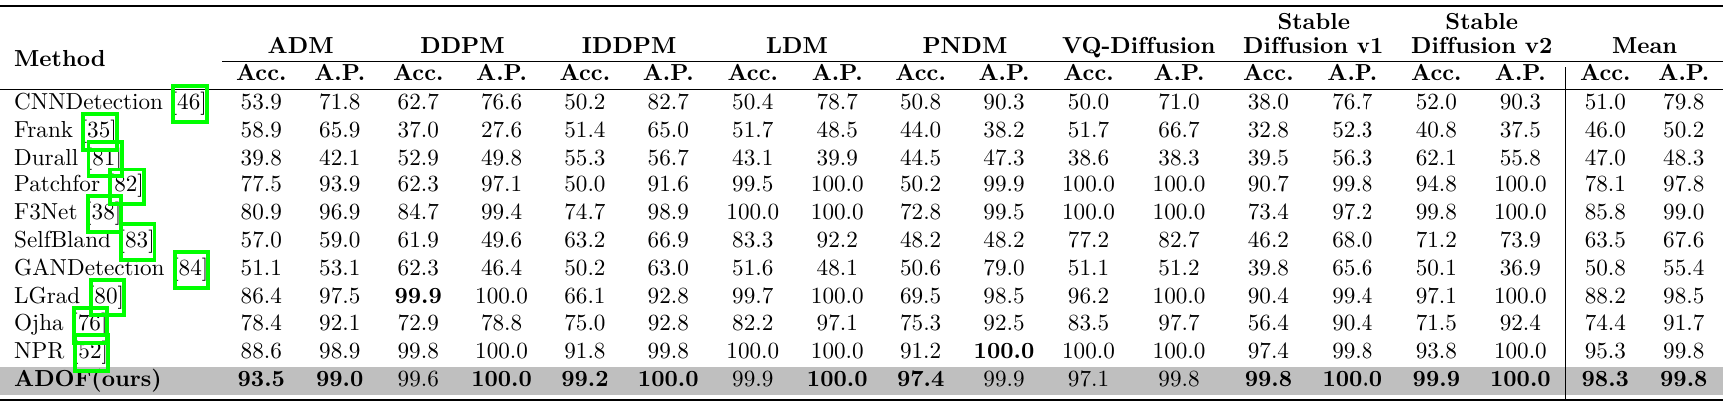 Method ADM DDPM IDDPM LDM PNDM VQ-Diffusion Stable Diffusion v1 Stable Diffusion v2 Mean
Acc. A.P. Acc. A.P. Acc. A.P. Acc. A.P. Acc. A.P. Acc. A.P. Acc. A.P. Acc. A.P. Acc. A.P.
CNNDetection [46] 53.9 71.8 62.7 76.6 50.2 82.7 50.4 78.7 50.8 90.3 50.0 71.0 38.0 76.7 52.0 90.3 51.0 79.8
Frank [35] 58.9 65.9 37.0 27.6 51.4 65.0 51.7 48.5 44.0 38.2 51.7 66.7 32.8 52.3 40.8 37.5 46.0 50.2
Durall [81] 39.8 42.1 52.9 49.8 55.3 56.7 43.1 39.9 44.5 47.3 38.6 38.3 39.5 56.3 62.1 55.8 47.0 48.3
Patchfor [82] 77.5 93.9 62.3 97.1 50.0 91.6 99.5 100.0 50.2 99.9 100.0 100.0 90.7 99.8 94.8 100.0 78.1 97.8
F3Net [38] 80.9 96.9 84.7 99.4 74.7 98.9 100.0 100.0 72.8 99.5 100.0 100.0 73.4 97.2 99.8 100.0 85.8 99.0
SelfBland [83] 57.0 59.0 61.9 49.6 63.2 66.9 83.3 92.2 48.2 48.2 77.2 82.7 46.2 68.0 71.2 73.9 63.5 67.6
GANDetection [84] 51.1 53.1 62.3 46.4 50.2 63.0 51.6 48.1 50.6 79.0 51.1 51.2 39.8 65.6 50.1 36.9 50.8 55.4
LGrad [80] 86.4 97.5 99.9 100.0 66.1 92.8 99.7 100.0 69.5 98.5 96.2 100.0 90.4 99.4 97.1 100.0 88.2 98.5
Ojha [76] 78.4 92.1 72.9 78.8 75.0 92.8 82.2 97.1 75.3 92.5 83.5 97.7 56.4 90.4 71.5 92.4 74.4 91.7
NPR [52] 88.6 98.9 99.8 100.0 91.8 99.8 100.0 100.0 91.2 100.0 100.0 100.0 97.4 99.8 93.8 100.0 95.3 99.8
ADOF(ours) 93.5 99.0 99.6 100.0 99.2 100.0 99.9 100.0 97.4 99.9 97.1 99.8 99.8 100.0 99.9 100.0 98.3 99.8